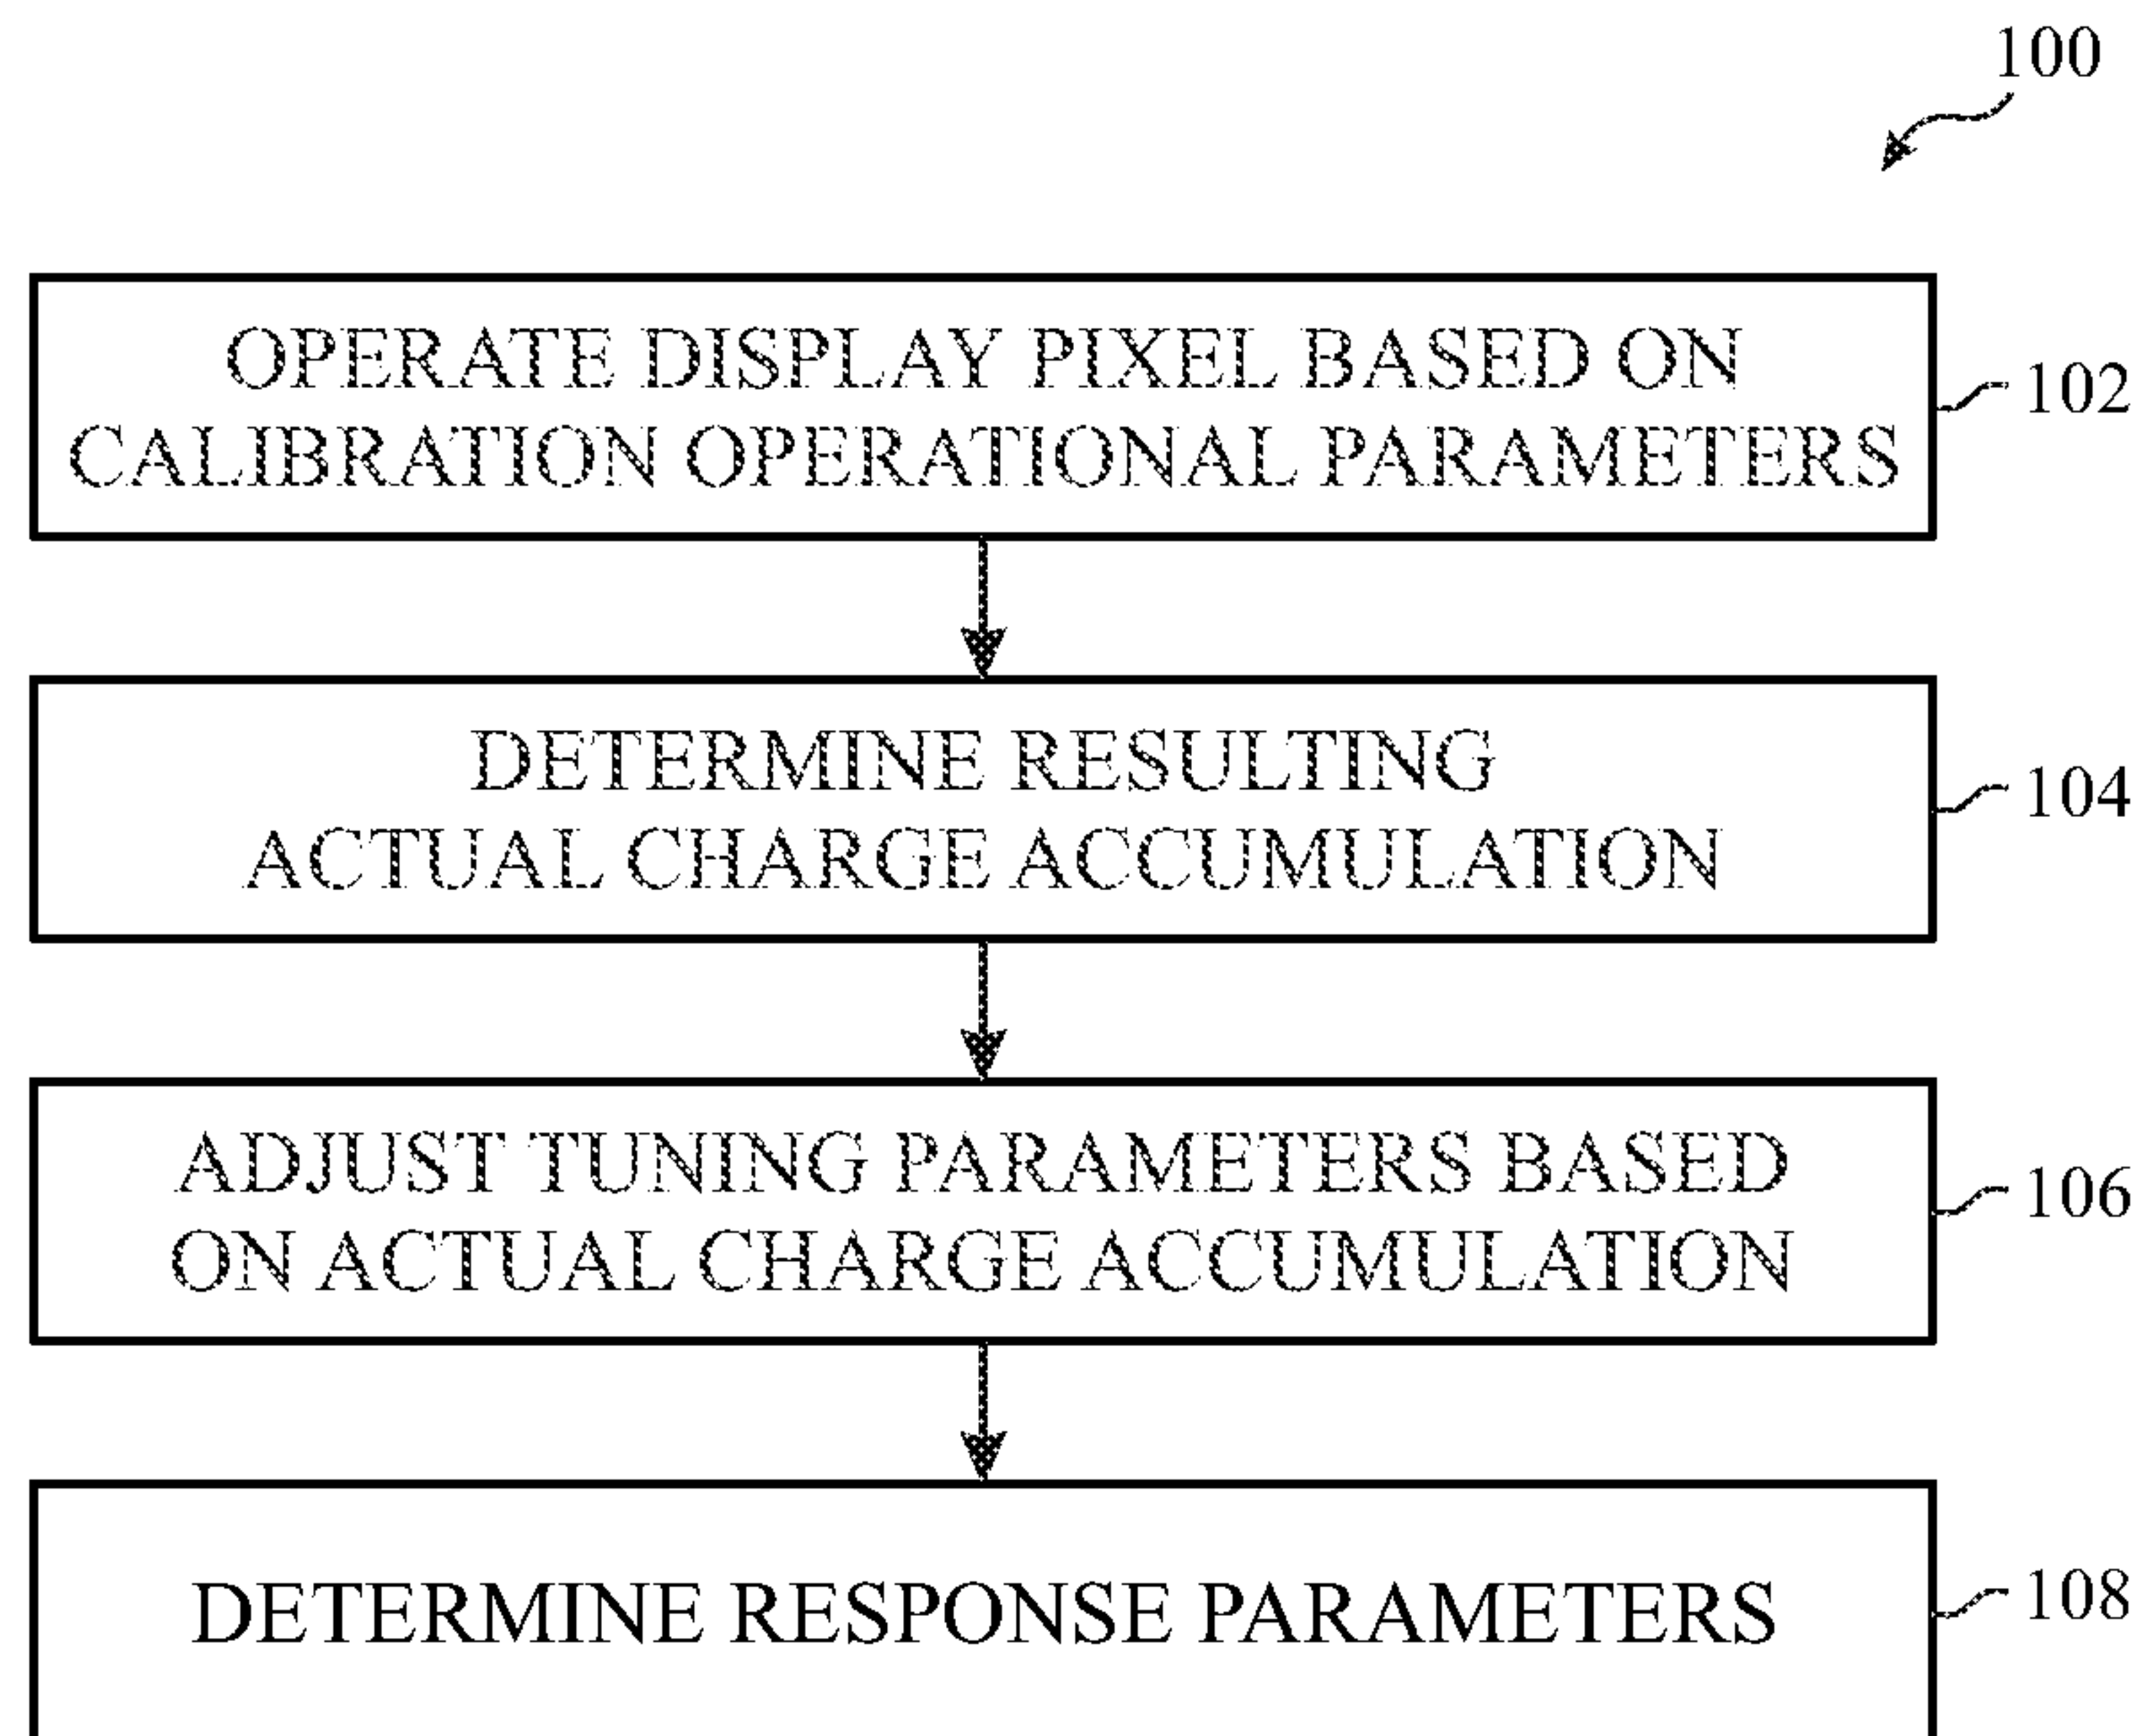 100
OPERATE DISPLAY PIXEL BASED ON
CALIBRATION OPERATIONAL PARAMETERS
102
DETERMINE RESULTING
ACTUAL CHARGE ACCUMULATION
104
ADJUST TUNING PARAMETERS BASED
ON ACTUAL CHARGE ACCUMULATION
106
DETERMINE RESPONSE PARAMETERS
108